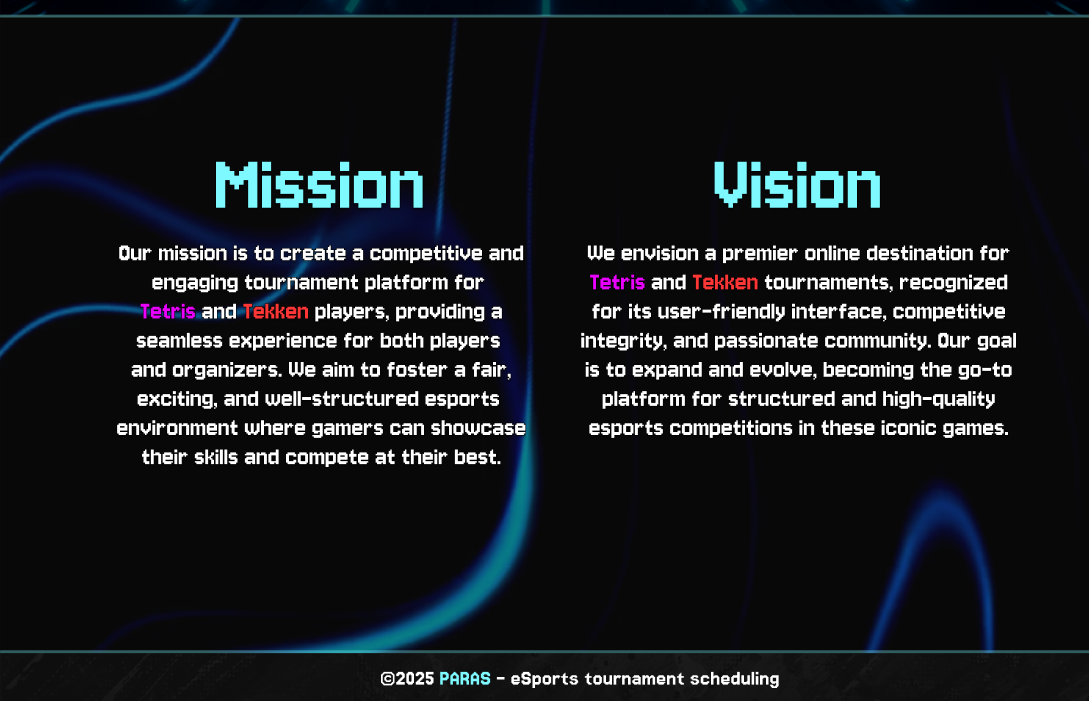 Mission
Our mission is to create a competitive and
engaging tournament platform for
Tetris and Tekken players, providing a
seamless experience for both players
and organizers. We aim to foster a fair,
exciting, and well-structured esports
environment where gamers can showcase
their skills and compete at their best.
Vision
We envision a premier online destination for
Tetris and Tekken tournaments, recognized
for its user-friendly interface, competitive
integrity, and passionate community. Our goal
is to expand and evolve, becoming the go-to
platform for structured and high-quality
esports competitions in these iconic games.
©2025 PARAS - eSports tournament scheduling